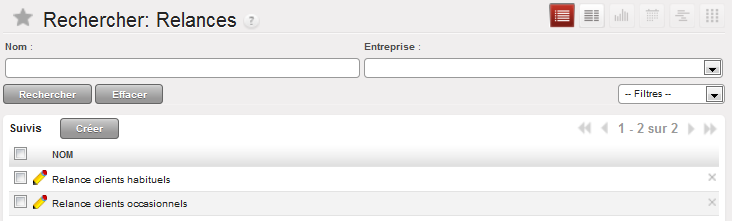 Rechercher: Relances ?
Nom :
Entreprise :
Rechercher
Effacer
-- Filtres --
Suivis
Créer
1 - 2 sur 2
NOM
Relance clients habituels
Relance clients occasionnels